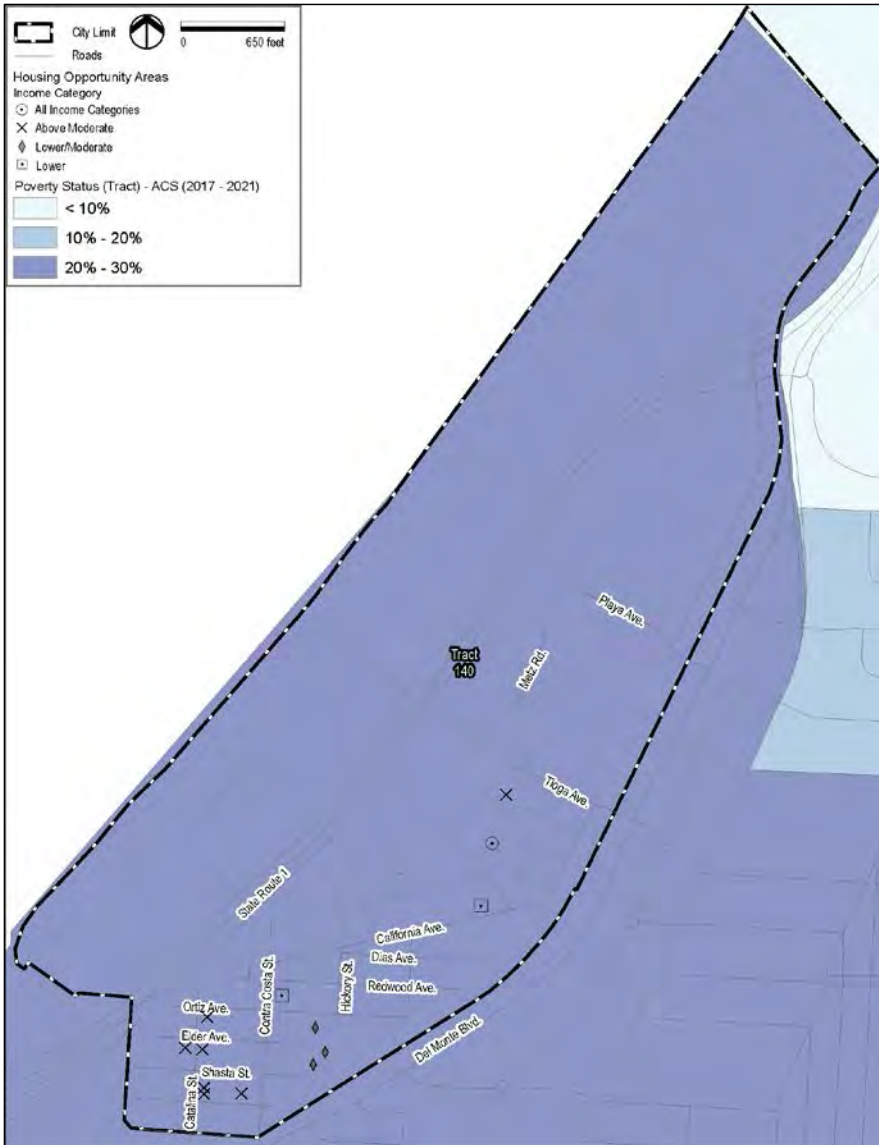 City Limit
0 650 feet
Roads
Housing Opportunity Areas
Income Category
All Income Categories
Above Moderate
Lower/Moderate
Lower
Poverty Status (Tract) - ACS (2017 - 2021)
< 10%
10% - 20%
20% - 30%
Playa Ave.
Tract
140
Metz Rd.
Tioga Ave.
State Route 1
California Ave.
Dias Ave.
Contra Costa St.
Hickory St.
Redwood Ave.
Ortiz Ave.
Elder Ave.
Del Monte Blvd.
Shasta St.
Catalina St.